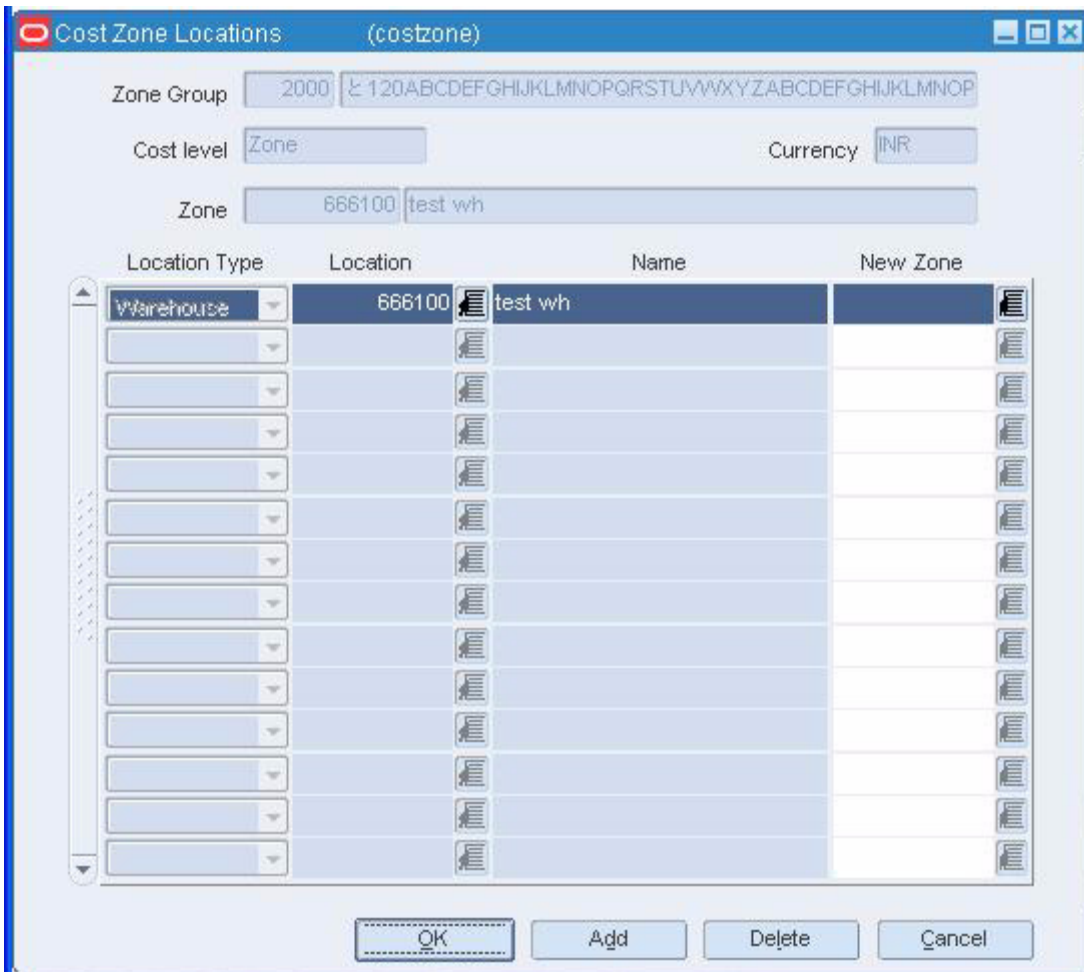 Cost Zone Locations (costzone)
Zone Group 2000 と120ABCDEFGHIJKLMNOPQRSTUVWXYZABCDEFGHIJKLMNOP
Cost level Zone Currency INR
Zone 666100 test wh
Location Type Location Name New Zone
Warehouse 666100 test wh
OK Add Delete Cancel